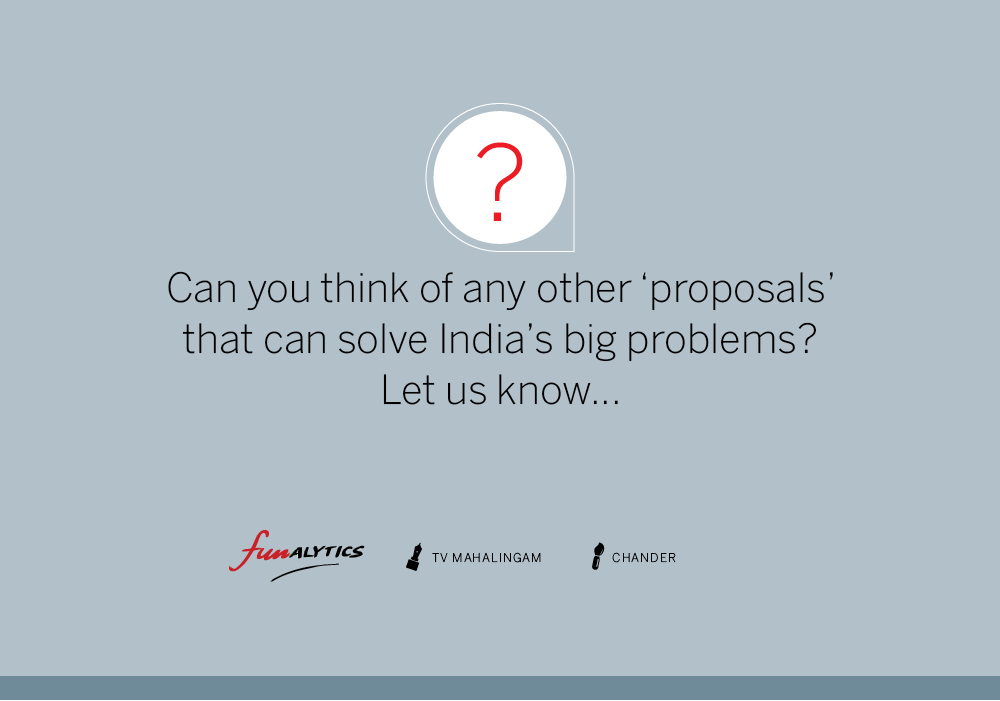 ?
Can you think of any other ‘proposals’
that can solve India’s big problems?
Let us know...
funALYTICS
TV MAHALINGAM
CHANDER